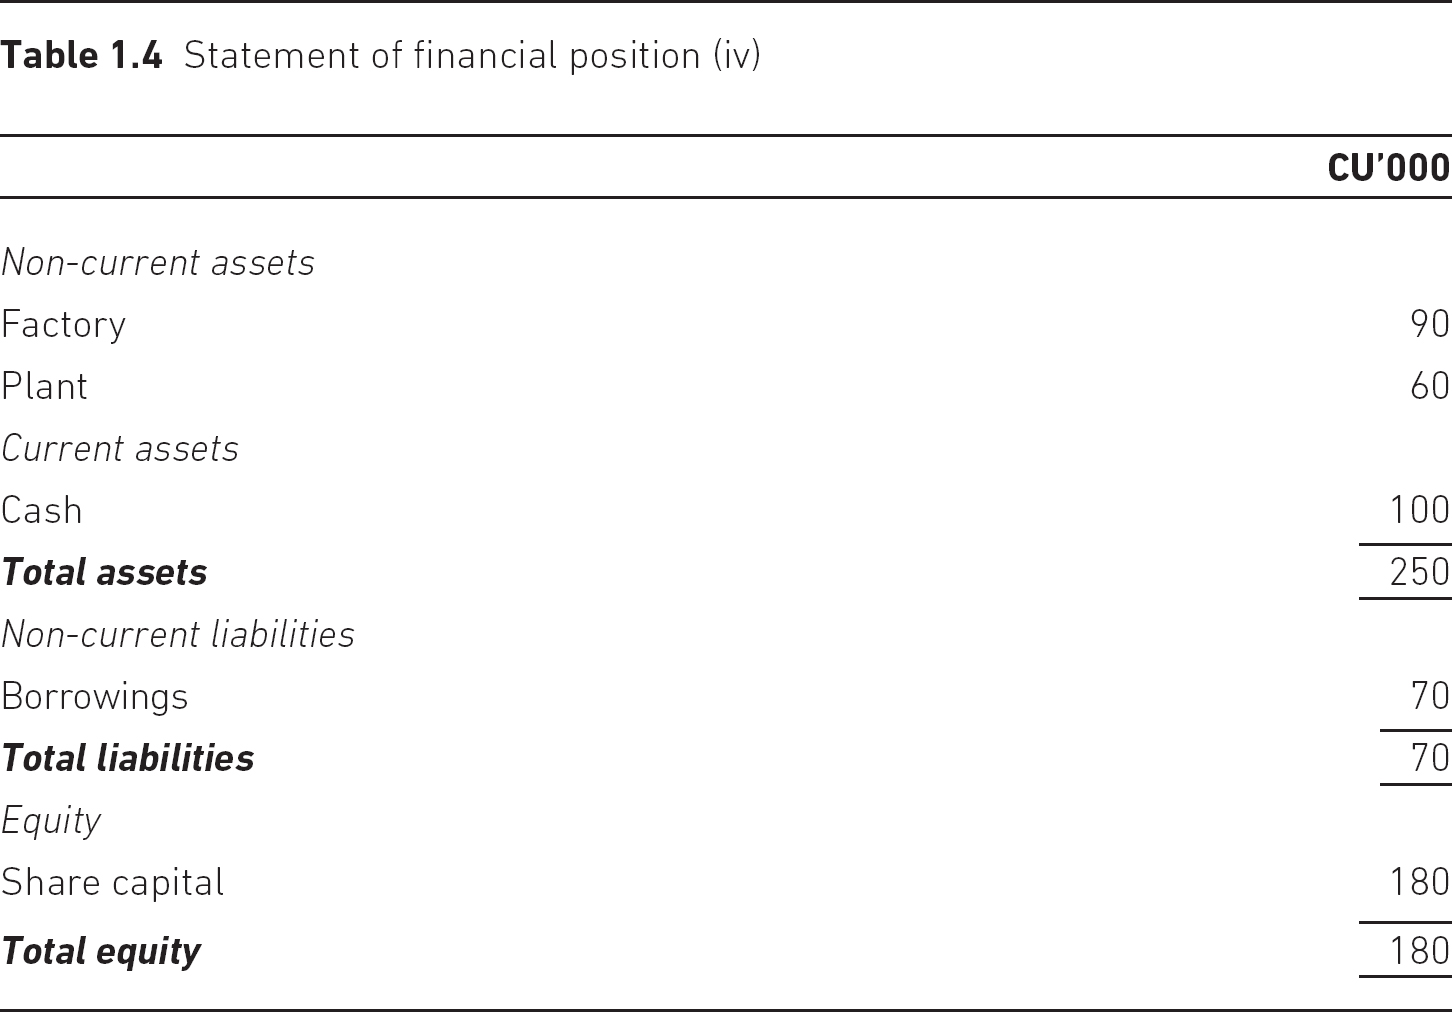 Table 1.4 Statement of financial position (iv)
CU’000
Non-current assets
Factory 90
Plant 60
Current assets
Cash 100
Total assets 250
Non-current liabilities
Borrowings 70
Total liabilities 70
Equity
Share capital 180
Total equity 180